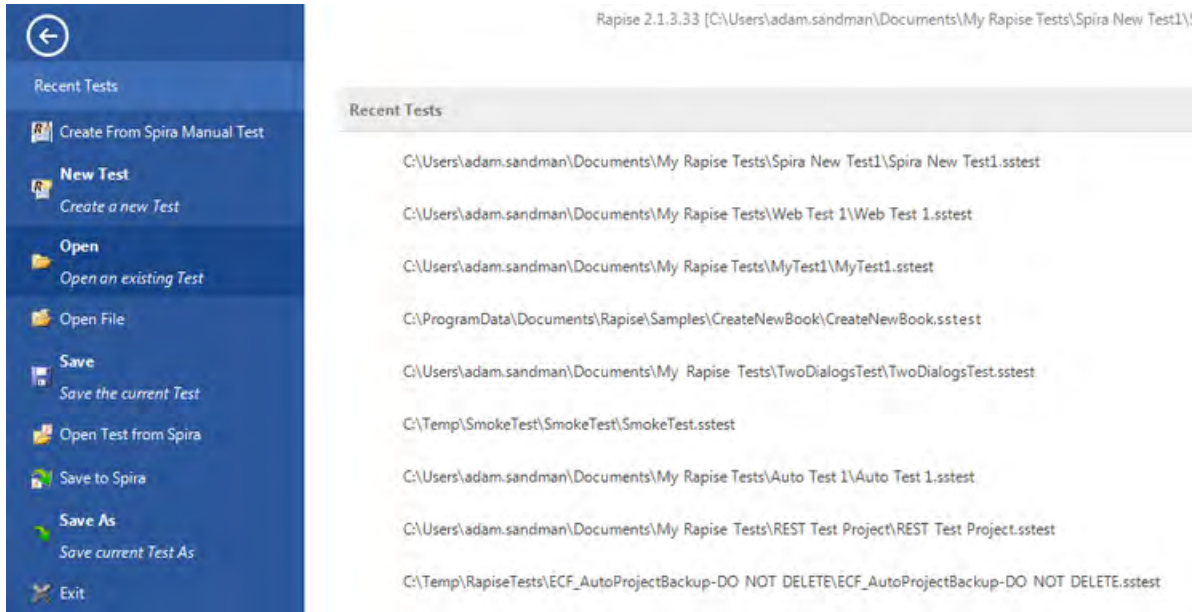 Rapise 2.1.3.33 [C:\Users\adam.sandman\Documents\My Rapise Tests\Spira New Test1\S
Recent Tests
Create From Spira Manual Test
New Test
Create a new Test
Open
Open an existing Test
Open File
Save
Save the current Test
Open Test from Spira
Save to Spira
Save As
Save current Test As
Exit
Recent Tests
C:\Users\adam.sandman\Documents\My Rapise Tests\Spira New Test1\Spira New Test1.sstest
C:\Users\adam.sandman\Documents\My Rapise Tests\Web Test 1\Web Test 1.sstest
C:\Users\adam.sandman\Documents\My Rapise Tests\MyTest1\MyTest1.sstest
C:\ProgramData\Documents\Rapise\Samples\CreateNewBook\CreateNewBook.sstest
C:\Users\adam.sandman\Documents\My Rapise Tests\TwoDialogsTest\TwoDialogsTest.sstest
C:\Temp\SmokeTest\SmokeTest\SmokeTest.sstest
C:\Users\adam.sandman\Documents\My Rapise Tests\Auto Test 1\Auto Test 1.sstest
C:\Users\adam.sandman\Documents\My Rapise Tests\REST Test Project\REST Test Project.sstest
C:\Temp\RapiseTests\ECF_AutoProjectBackup-DO NOT DELETE\ECF_AutoProjectBackup-DO NOT DELETE.sstest